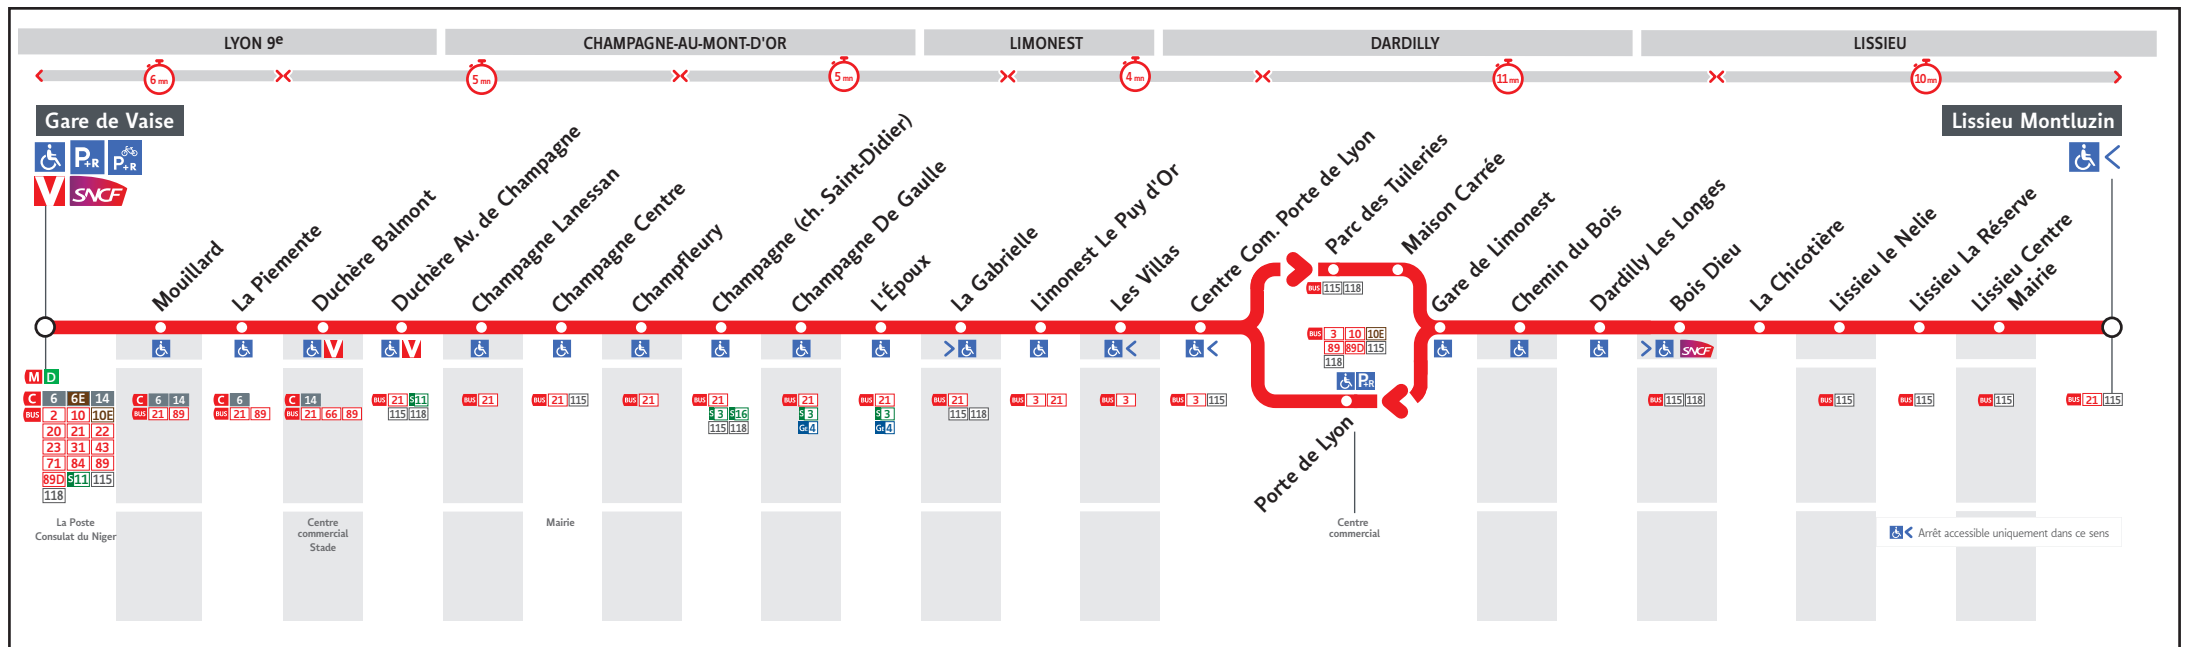 LYON 9e
CHAMPAGNE-AU-MONT-D'OR
LIMONEST
DARDILLY
LISSIEU
6 mn
5 mn
5 mn
4 mn
11 mn
10 mn
Gare de Vaise
P+R
P+R
V
SNCF
Lissieu Montluzin
Mouillard
La Piemente
Duchère Balmont
Duchère Av. de Champagne
Champagne Lanessan
Champagne Centre
Champfleury
Champagne (ch. Saint-Didier)
Champagne De Gaulle
L'Époux
La Gabrielle
Limonest Le Puy d'Or
Les Villas
Centre Com. Porte de Lyon
Parc des Tuileries
Maison Carrée
Porte de Lyon
Gare de Limonest
Chemin du Bois
Dardilly Les Longes
Bois Dieu
La Chicotière
Lissieu le Nelie
Lissieu La Réserve
Lissieu Centre
Mairie
V
V
SNCF
M D
C 6 6E 14
BUS 2 10 10E
20 21 22
23 31 43
71 84 89
89D S11 115
118
C 6 14
BUS 21 89
C 6
BUS 21 89
C 14
BUS 21 66 89
BUS 21 S11
115 118
BUS 21
BUS 21 115
BUS 21
BUS 21
S3 S16
115 118
BUS 21
S3
Ge4
BUS 21
S3
Ge4
BUS 21
115 118
BUS 3 21
BUS 3
BUS 3 115
BUS 115 118
BUS 3 10 10E
89 89D 115
118
P+R
BUS 115 118
BUS 115
BUS 115
BUS 115
BUS 21 115
La Poste
Consulat du Niger
Centre
commercial
Stade
Mairie
Centre
commercial
Arrêt accessible uniquement dans ce sens